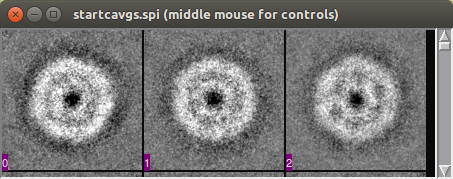 startcavgs.spi (middle mouse for controls)
0 1 2